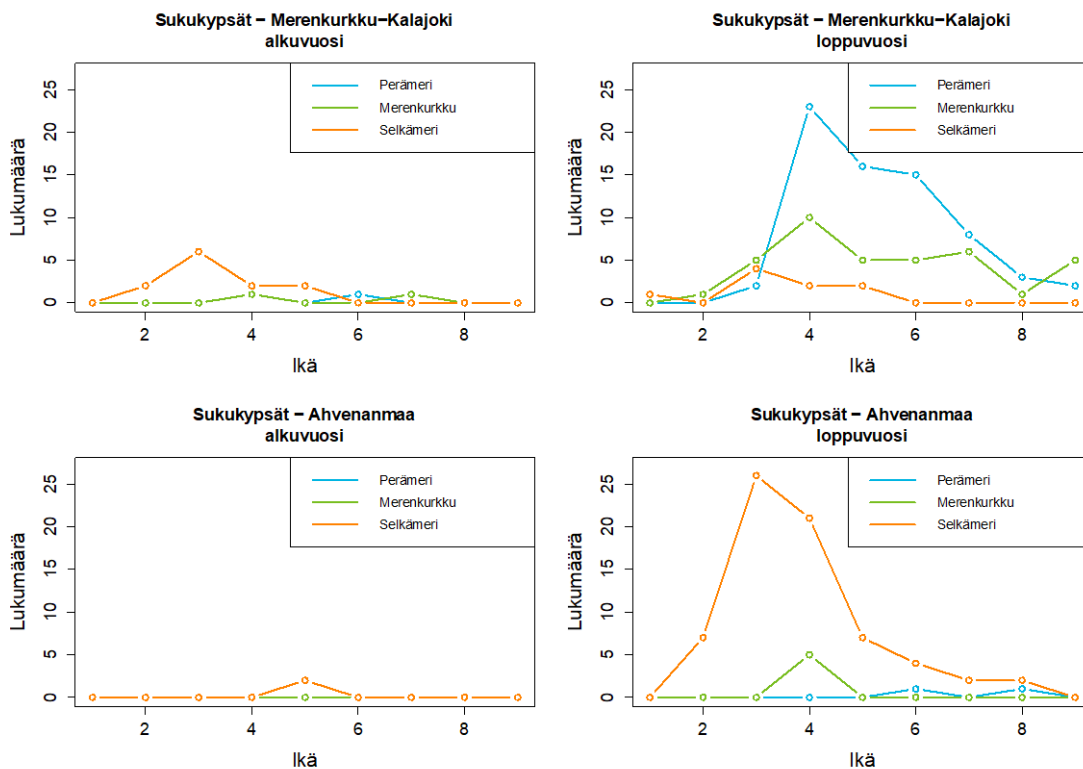 Sukukypsät − Merenkurkku−Kalajoki
alkuvuosi
Perämeri
Merenkurkku
Selkämeri
Lukumäärä
25
20
15
10
5
0
2 4 6 8
Ikä
Sukukypsät − Merenkurkku−Kalajoki
loppuvuosi
Perämeri
Merenkurkku
Selkämeri
Lukumäärä
25
20
15
10
5
0
2 4 6 8
Ikä
Sukukypsät − Ahvenanmaa
alkuvuosi
Perämeri
Merenkurkku
Selkämeri
Lukumäärä
25
20
15
10
5
0
2 4 6 8
Ikä
Sukukypsät − Ahvenanmaa
loppuvuosi
Perämeri
Merenkurkku
Selkämeri
Lukumäärä
25
20
15
10
5
0
2 4 6 8
Ikä